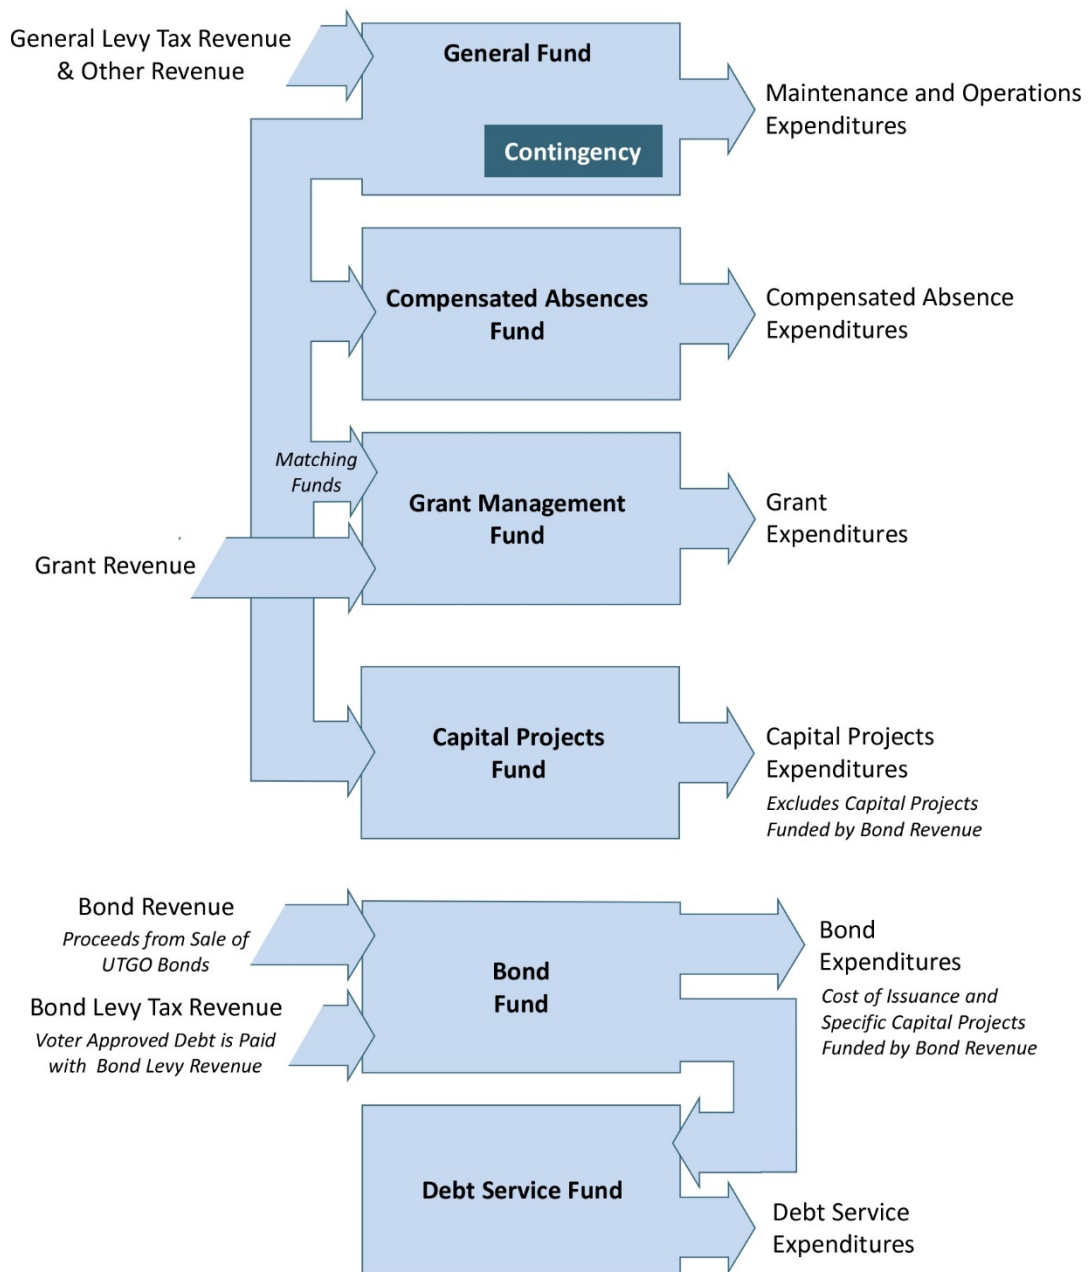 General Levy Tax Revenue
& Other Revenue
General Fund
Contingency
Maintenance and Operations
Expenditures
Compensated Absences
Fund
Compensated Absence
Expenditures
Matching
Funds
Grant Management
Fund
Grant
Expenditures
Grant Revenue
Capital Projects
Fund
Capital Projects
Expenditures
Excludes Capital Projects
Funded by Bond Revenue
Bond Revenue
Proceeds from Sale of
UTGO Bonds
Bond Levy Tax Revenue
Voter Approved Debt is Paid
with Bond Levy Revenue
Bond
Fund
Bond
Expenditures
Cost of Issuance and
Specific Capital Projects
Funded by Bond Revenue
Debt Service Fund
Debt Service
Expenditures